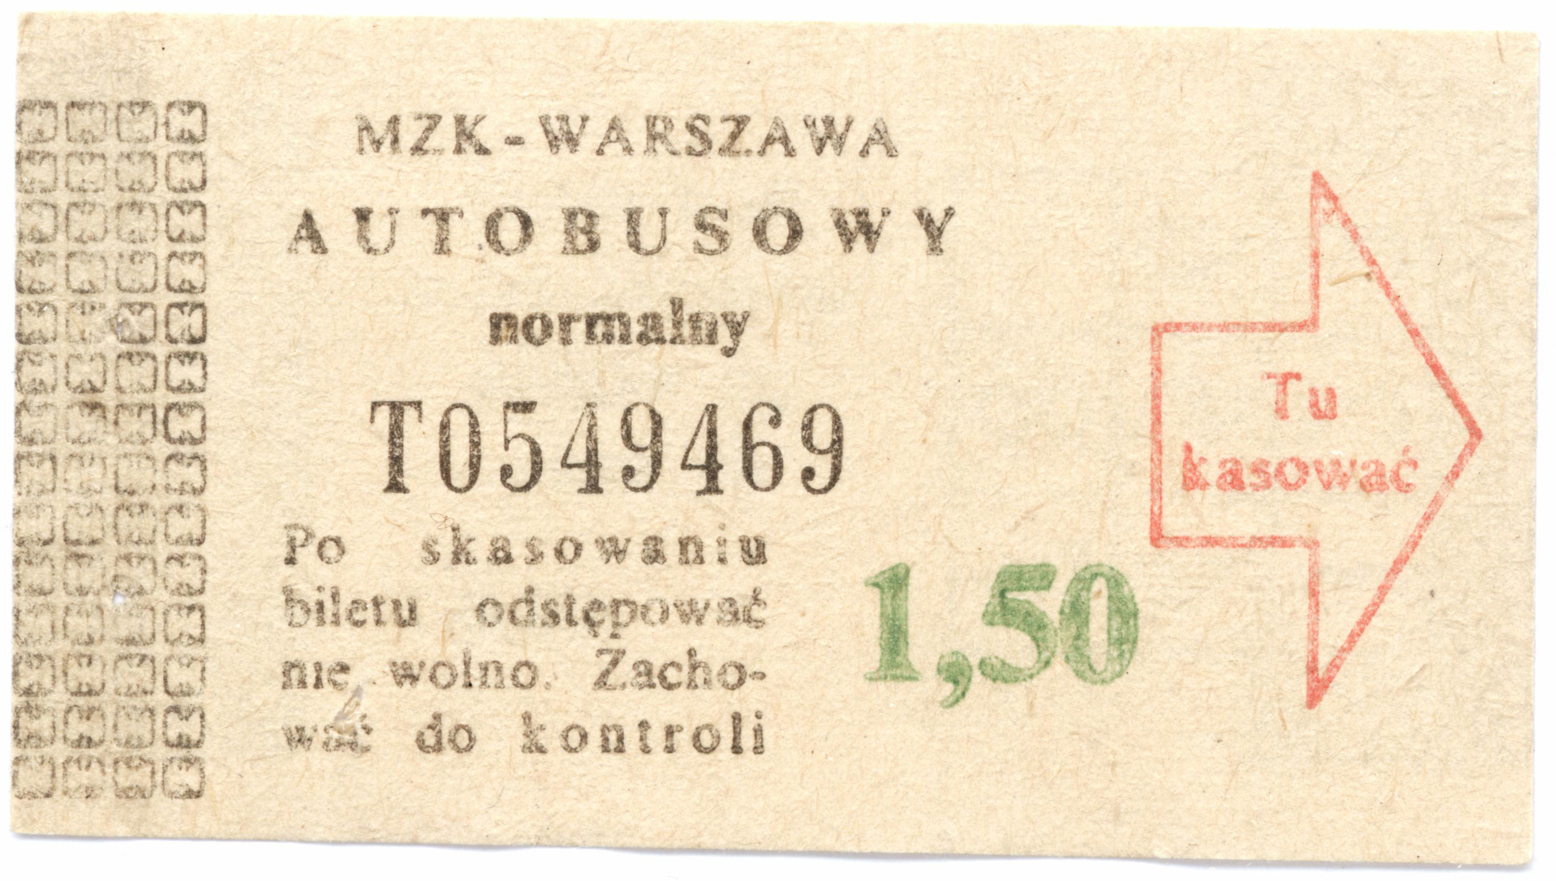 MZK-WARSZAWA
AUTOBUSOWY
normalny
T0549469
Po skasowaniu
biletu odstępować
nie wolno. Zacho-
wać do kontroli
1,50
Tu
kasować